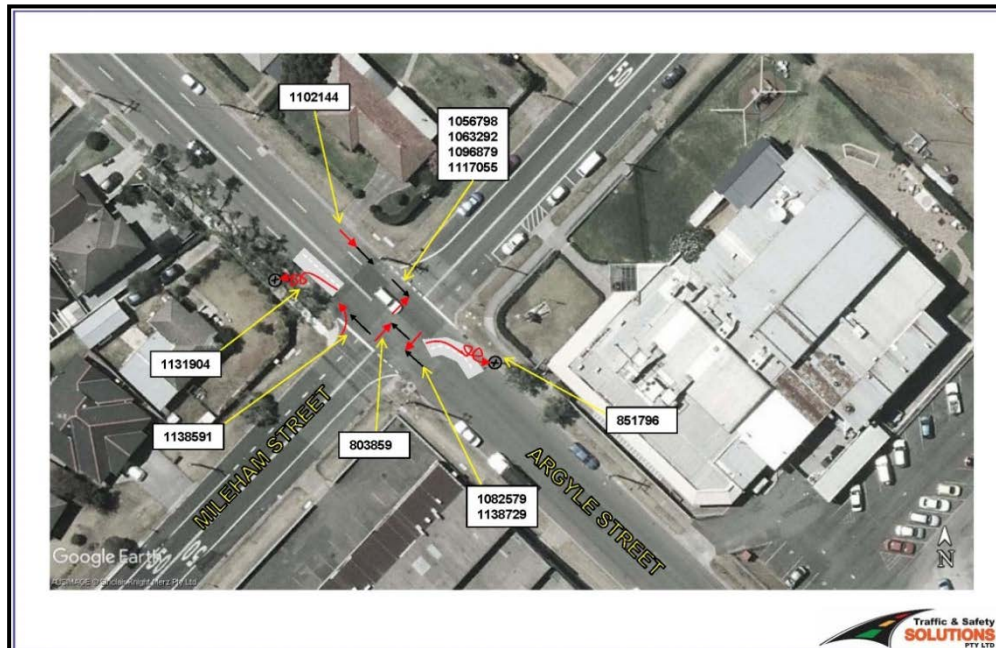 1102144
1056798
1063292
1096879
1117055
50
1131904
1138591
803859
851796
1082579
1138729
MILEHAM STREET
ARGYLE STREET
50
Google Earth
N
Traffic & Safety
SOLUTIONS
PTY LTD